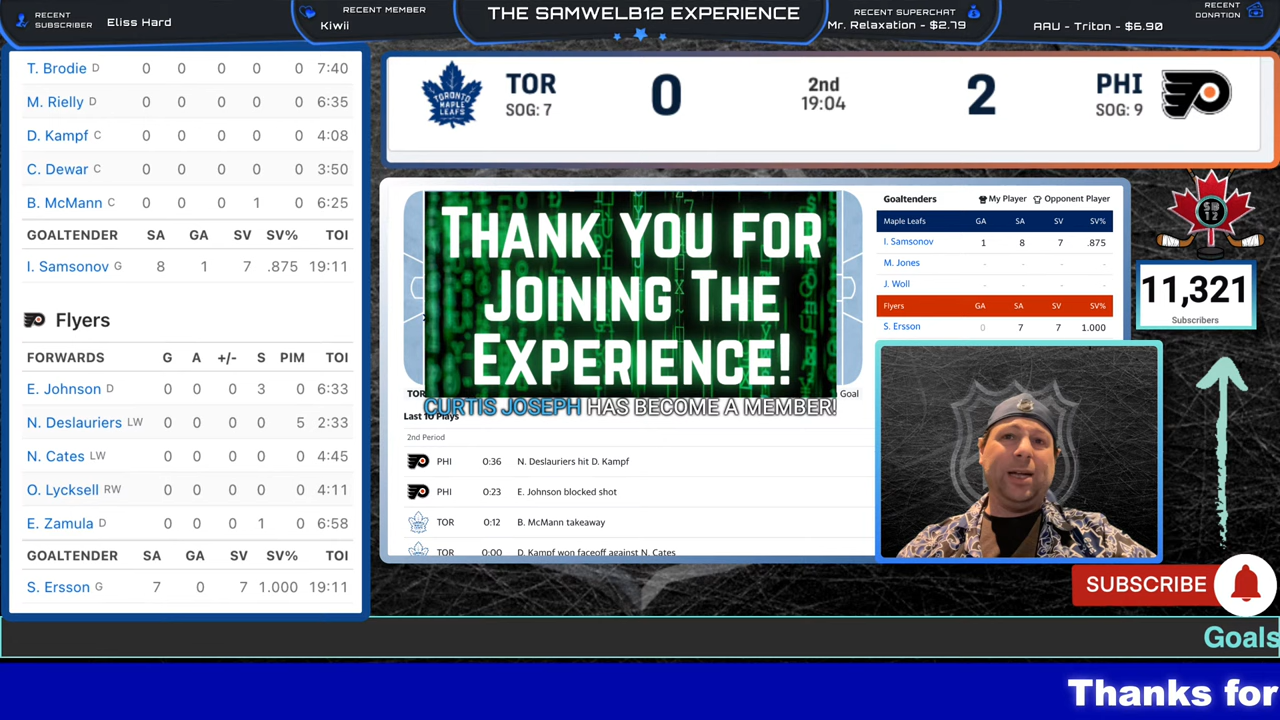 RECENT SUBSCRIBER
Eliss Hard
RECENT MEMBER
Kiwii
THE SAMWELB12 EXPERIENCE
RECENT SUPERCHAT
Mr. Relaxation - $2.79
AAU - Triton - $6.90
RECENT DONATION
T. Brodie D 0 0 0 0 0 7:40
M. Rielly D 0 0 0 0 0 6:35
D. Kampf C 0 0 0 0 0 4:08
C. Dewar C 0 0 0 0 0 3:50
B. McMann C 0 0 0 1 0 6:25
GOALTENDER SA GA SV SV% TOI
I. Samsonov G 8 1 7 .875 19:11
Flyers
FORWARDS G A +/- S PIM TOI
E. Johnson D 0 0 0 3 0 6:33
N. Deslauriers LW 0 0 0 0 5 2:33
N. Cates LW 0 0 0 0 0 4:45
O. Lycksell RW 0 0 0 0 0 4:11
E. Zamula D 0 0 0 1 0 6:58
GOALTENDER SA GA SV SV% TOI
S. Ersson G 7 0 7 1.000 19:11
TORONTO MAPLE LEAFS
TOR
SOG: 7
0
2nd
19:04
2
PHI
SOG: 9
THANK YOU FOR
JOINING THE
EXPERIENCE!
CURTIS JOSEPH HAS BECOME A MEMBER!
TOR
Goal
Last 10 Plays
2nd Period
PHI 0:36 N. Deslauriers hit D. Kampf
PHI 0:23 E. Johnson blocked shot
TOR 0:12 B. McMann takeaway
TOR 0:00 D. Kampf won faceoff against N. Cates
Goaltenders My Player Opponent Player
Maple Leafs GA SA SV SV%
I. Samsonov 1 8 7 .875
M. Jones - - - -
J. Woll - - - -
Flyers GA SA SV SV%
S. Ersson 0 7 7 1.000
SB
12
11,321
Subscribers
SUBSCRIBE
Goals
Thanks for